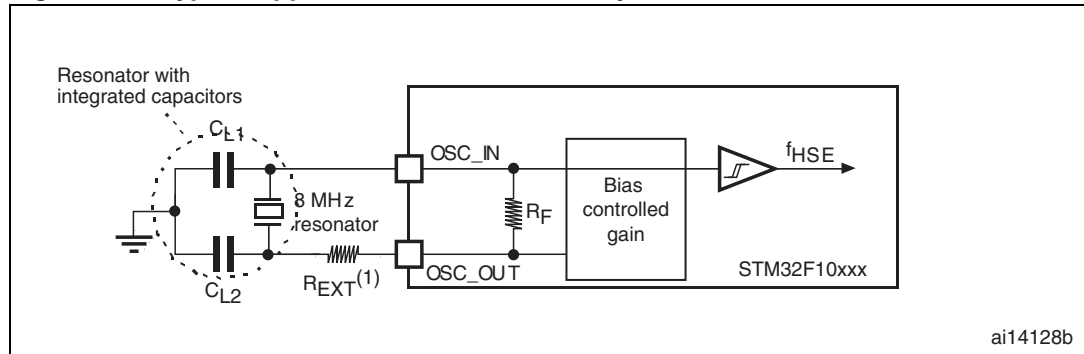 Resonator with
integrated capacitors
CL1
OSC_IN
fHSE
8 MHz
resonator
RF
Bias
controlled
gain
REXT(1)
OSC_OUT
STM32F10xxx
CL2
ai14128b